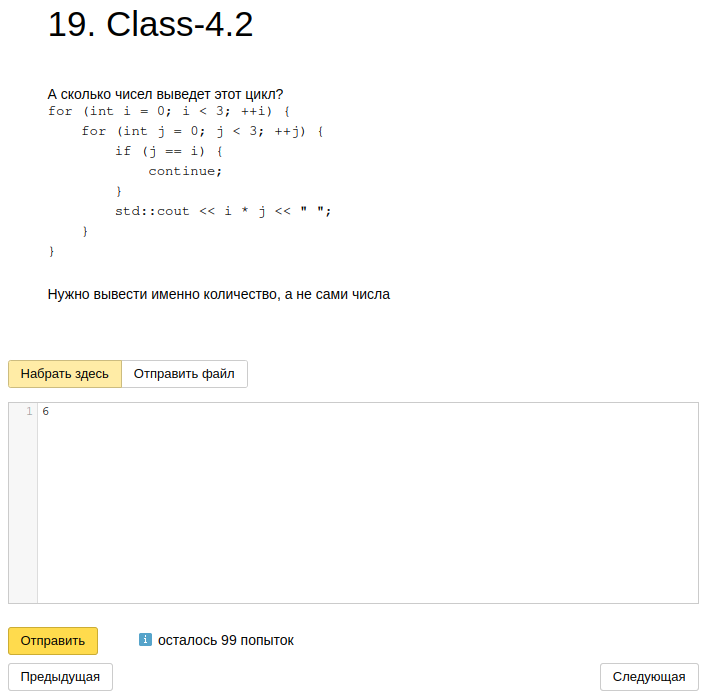 19. Class-4.2
А сколько чисел выведет этот цикл?
for (int i = 0; i < 3; ++i) {
    for (int j = 0; j < 3; ++j) {
        if (j == i) {
            continue;
        }
        std::cout << i * j << " ";
    }
}
Нужно вывести именно количество, а не сами числа
Набрать здесь Отправить файл
1 6
Отправить i осталось 99 попыток
Предыдущая Следующая